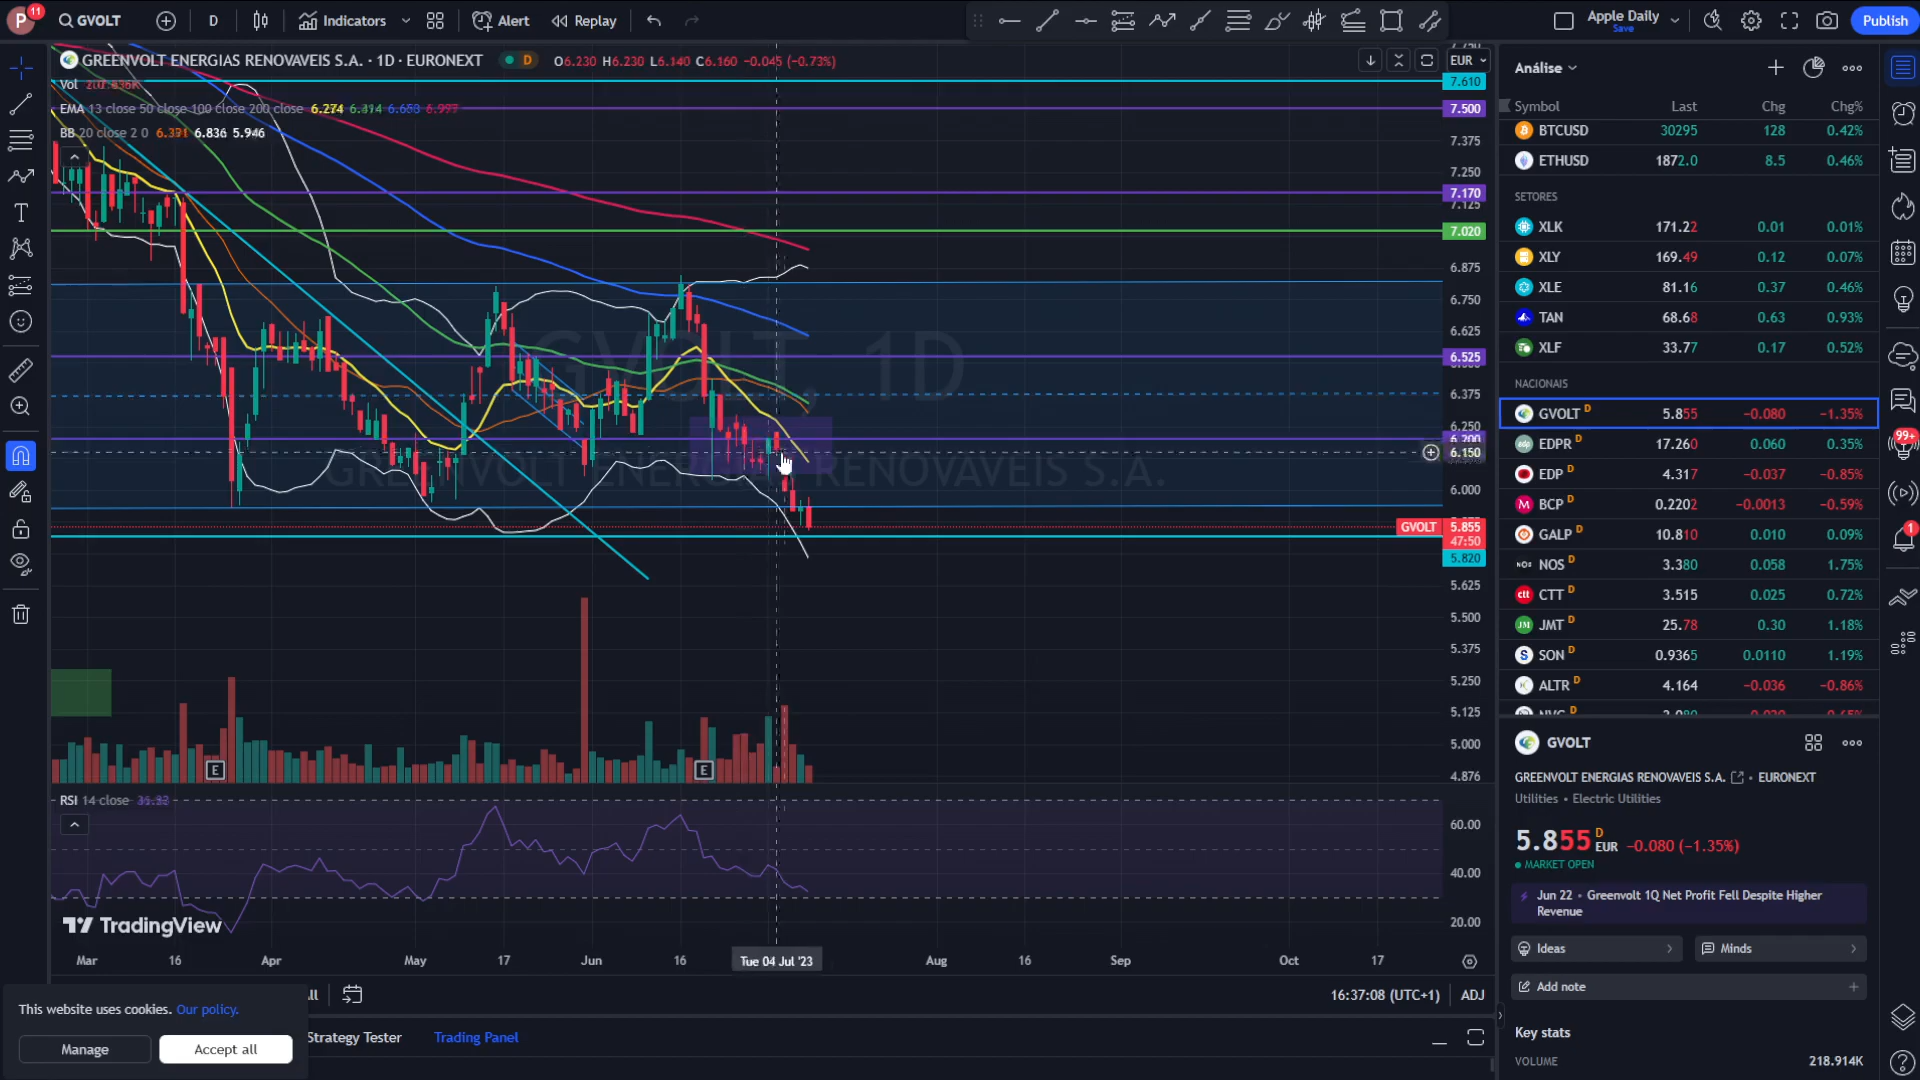 P 11 GVOLT D Indicators Alert Replay Apple Daily Save Publish
GREENVOLT ENERGIAS RENOVAVEIS S.A. · 1D · EURONEXT D O6.230 H6.230 L6.140 C6.160 −0.045 (−0.73%) EUR
Vol
EMA 13 close 50 close 100 close 200 close 6.274
BB 20 close 2 0 6.391 6.836 5.946
GVOLT, 1D
GREENVOLT ENERGIAS RENOVAVEIS S.A.
7.610
7.500
7.375
7.250
7.170
7.125
7.020
6.875
6.750
6.625
6.525
6.375
6.250
6.200
6.150
6.000
GVOLT 5.855
47:50
5.820
5.625
5.500
5.375
5.250
5.125
5.000
4.876
E E
RSI 14 close
60.00
40.00
20.00
TradingView
Mar 16 Apr May 17 Jun 16 Tue 04 Jul '23 Aug 16 Sep Oct 17
16:37:08 (UTC+1) ADJ
This website uses cookies. Our policy.
Manage Accept all
Strategy Tester Trading Panel
Análise
Symbol Last Chg Chg%
BTCUSD 30295 128 0.42%
ETHUSD 1872.0 8.5 0.46%
SETORES
XLK 171.22 0.01 0.01%
XLY 169.49 0.12 0.07%
XLE 81.16 0.37 0.46%
TAN 68.68 0.63 0.93%
XLF 33.77 0.17 0.52%
NACIONAIS
GVOLT D 5.855 −0.080 −1.35%
EDPR D 17.260 0.060 0.35%
EDP D 4.317 −0.037 −0.85%
BCP D 0.2202 −0.0013 −0.59%
GALP D 10.810 0.010 0.09%
NOS D 3.380 0.058 1.75%
CTT D 3.515 0.025 0.72%
JMT D 25.78 0.30 1.18%
SON D 0.9365 0.0110 1.19%
ALTR D 4.164 −0.036 −0.86%
GVOLT
GREENVOLT ENERGIAS RENOVAVEIS S.A. • EURONEXT
Utilities • Electric Utilities
5.855 D EUR −0.080 (−1.35%)
MARKET OPEN
Jun 22 • Greenvolt 1Q Net Profit Fell Despite Higher
Revenue
Ideas Minds
Add note
Key stats
VOLUME 218.914K
99+
1